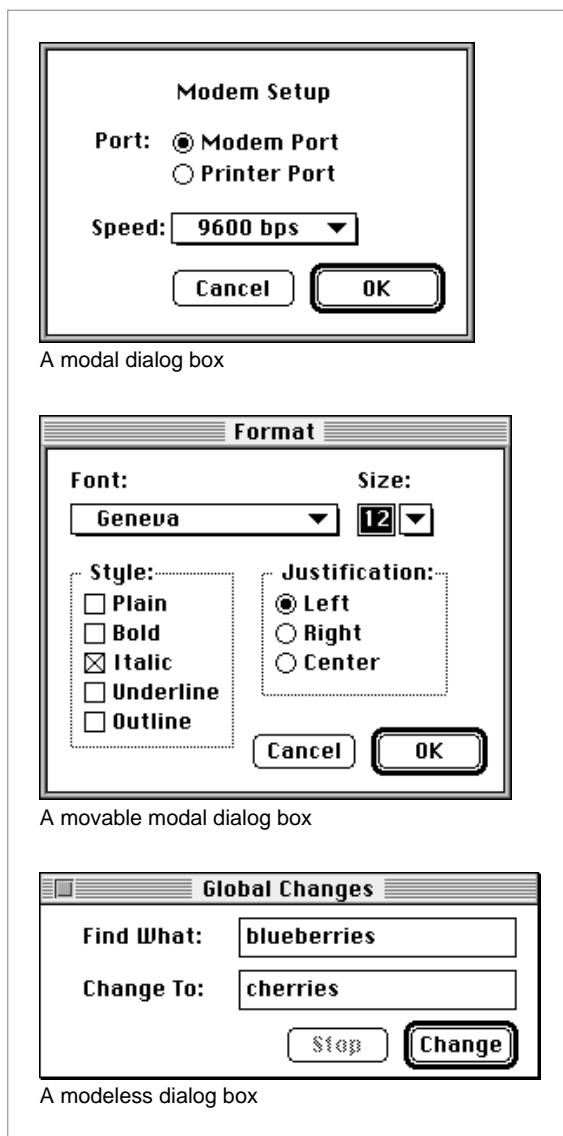 Modem Setup
Port: Modem Port
Printer Port
Speed: 9600 bps
Cancel OK
A modal dialog box
Format
Font: Size:
Geneva 12
Style: Justification:
Plain Left
Bold Right
Italic Center
Underline
Outline
Cancel OK
A movable modal dialog box
Global Changes
Find What: blueberries
Change To: cherries
Stop Change
A modeless dialog box